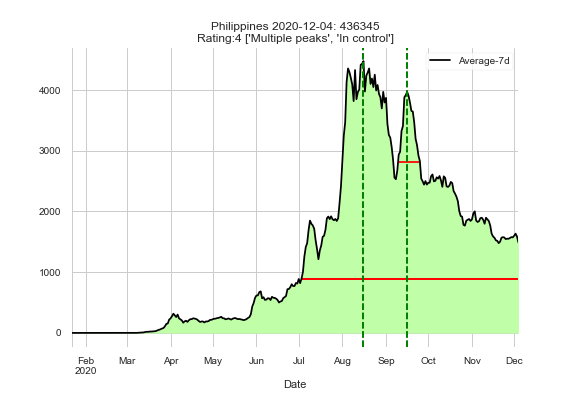 Philippines 2020-12-04: 436345
Rating:4 ['Multiple peaks', 'In control']
Average-7d
4000
3000
2000
1000
0
Feb Mar Apr May Jun Jul Aug Sep Oct Nov Dec
2020
Date